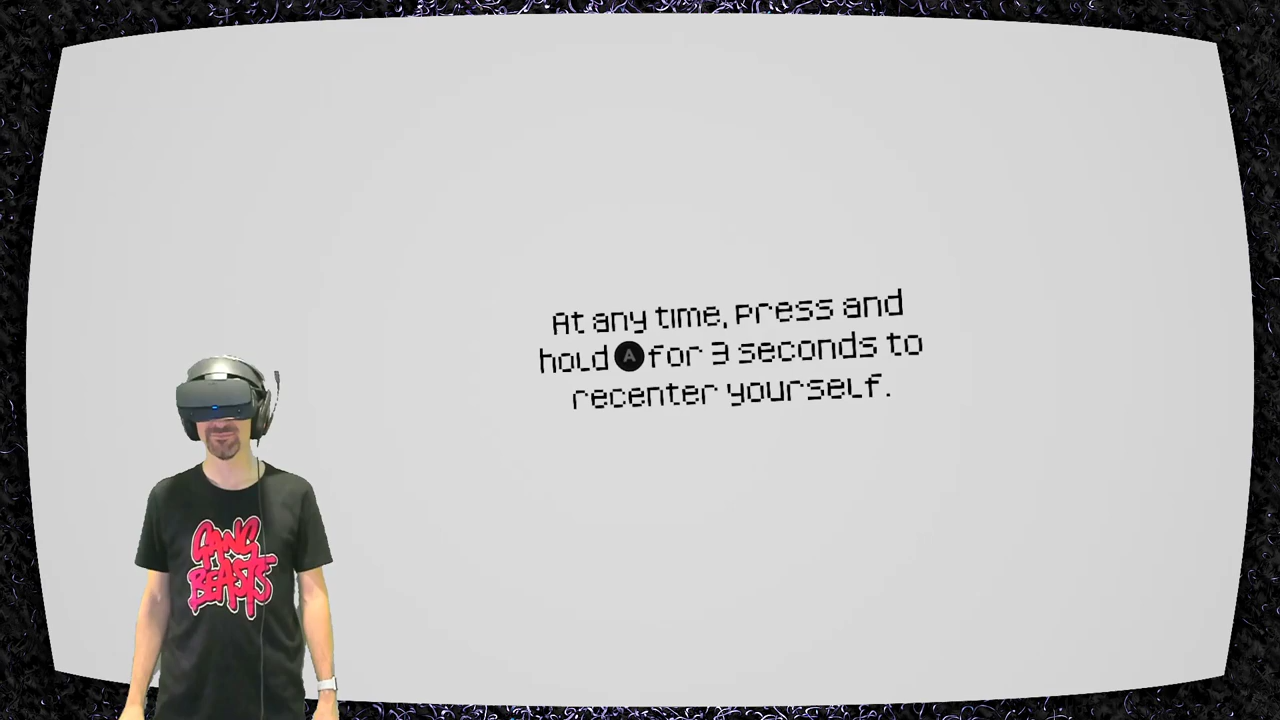 At any time, press and
hold A for 3 seconds to
recenter yourself.
GANG
BEASTS